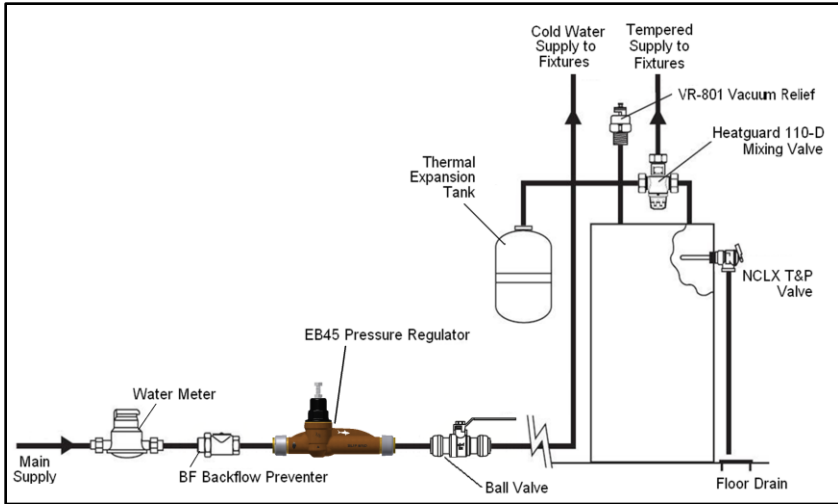 Cold Water
Supply to
Fixtures
Tempered
Supply to
Fixtures
VR-801 Vacuum Relief
Heatguard 110-D
Mixing Valve
Thermal
Expansion
Tank
NCLX T&P
Valve
EB45 Pressure Regulator
Water Meter
Main
Supply
BF Backflow Preventer
Ball Valve
Floor Drain